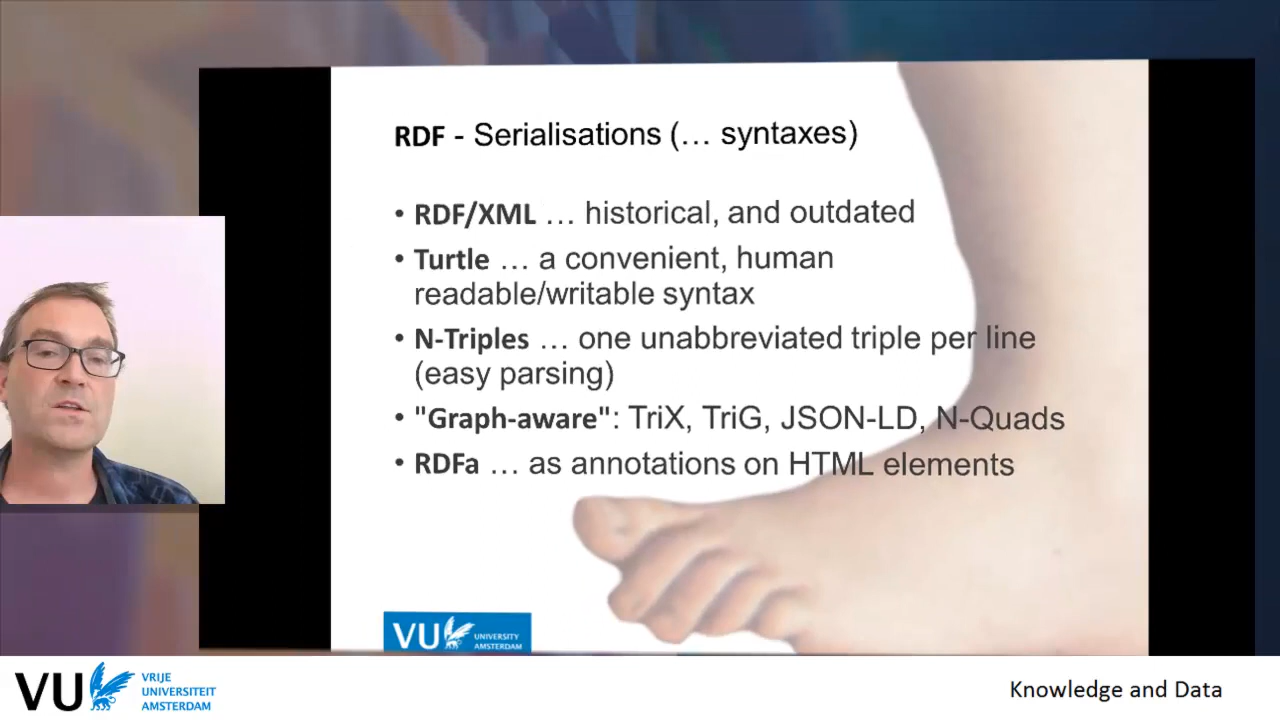 RDF - Serialisations (… syntaxes)
• RDF/XML … historical, and outdated
• Turtle … a convenient, human
readable/writable syntax
• N-Triples … one unabbreviated triple per line
(easy parsing)
• "Graph-aware": TriX, TriG, JSON-LD, N-Quads
• RDFa … as annotations on HTML elements
VU UNIVERSITY
AMSTERDAM
VU VRIJE
UNIVERSITEIT
AMSTERDAM
Knowledge and Data